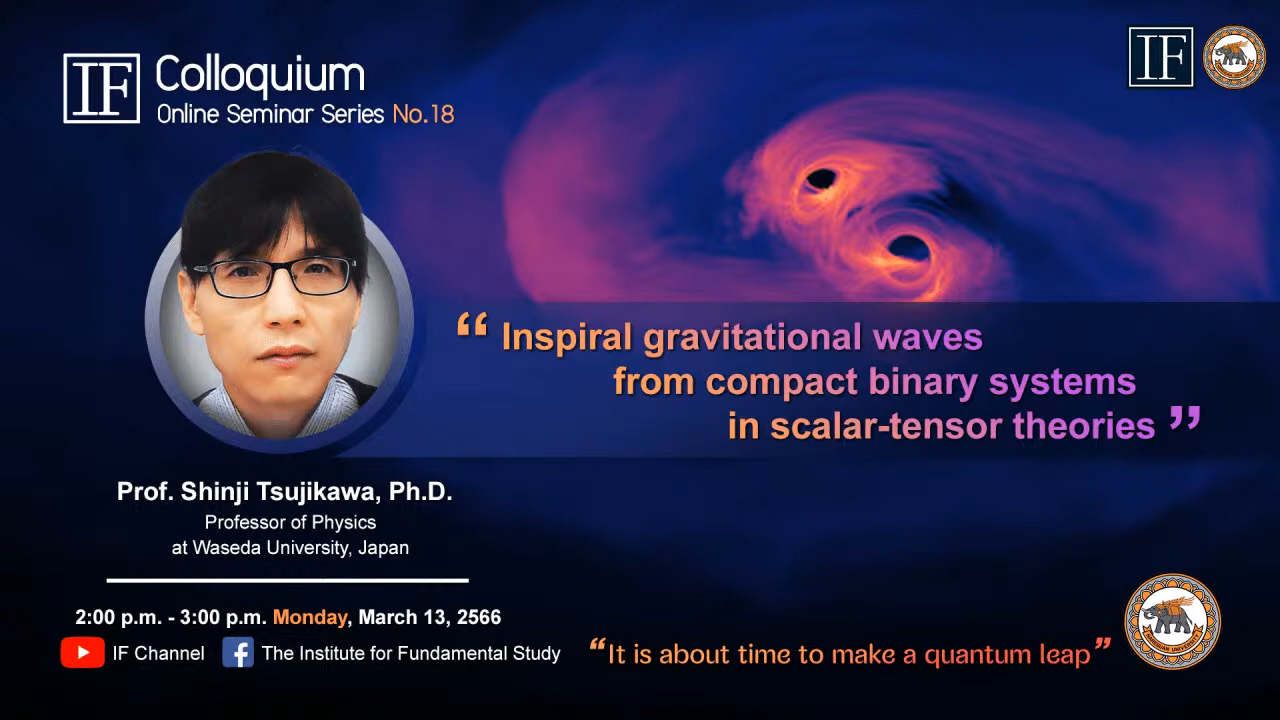 IF Colloquium
Online Seminar Series No.18
IF
“ Inspiral gravitational waves
from compact binary systems
in scalar-tensor theories ”
Prof. Shinji Tsujikawa, Ph.D.
Professor of Physics
at Waseda University, Japan
2:00 p.m. - 3:00 p.m. Monday, March 13, 2566
IF Channel The Institute for Fundamental Study
“It is about time to make a quantum leap”